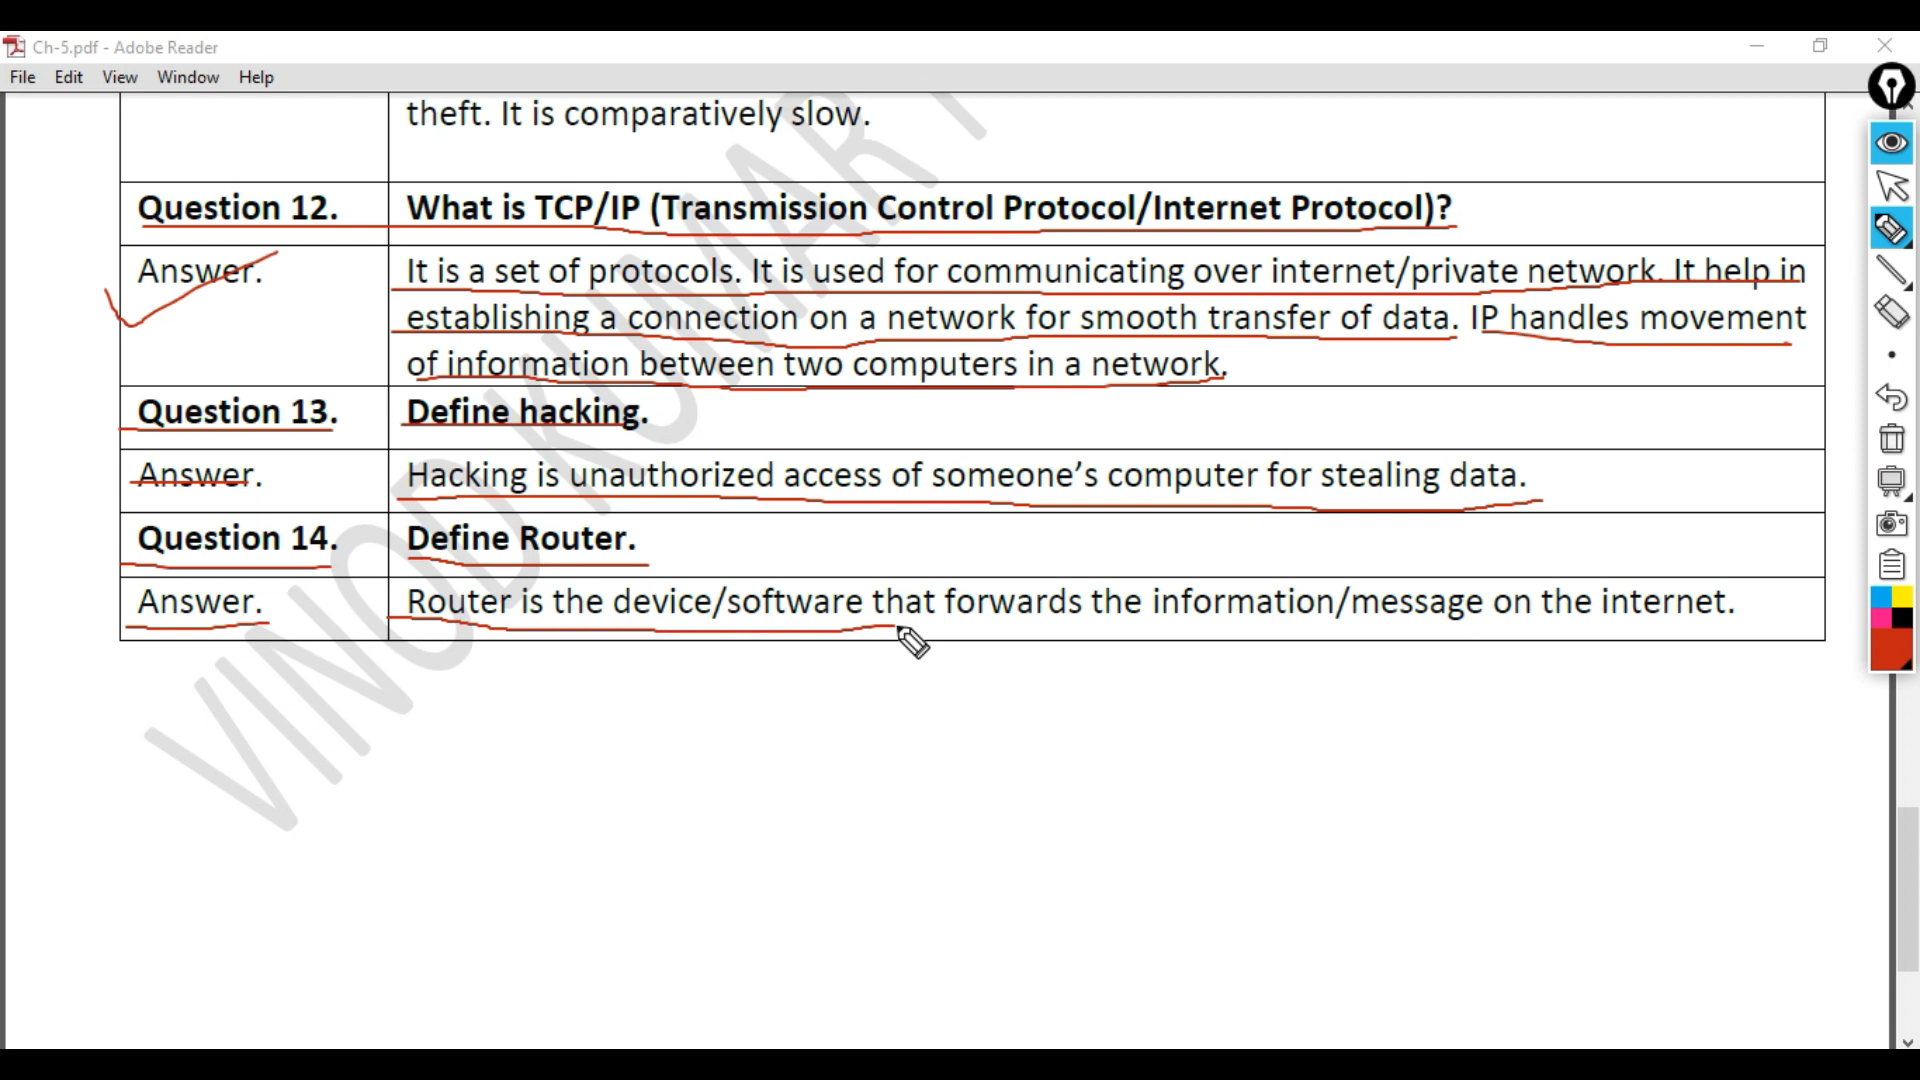 Ch-5.pdf - Adobe Reader
File Edit View Window Help
theft. It is comparatively slow.
Question 12. What is TCP/IP (Transmission Control Protocol/Internet Protocol)?
Answer. It is a set of protocols. It is used for communicating over internet/private network. It help in
establishing a connection on a network for smooth transfer of data. IP handles movement
of information between two computers in a network.
Question 13. Define hacking.
Answer. Hacking is unauthorized access of someone’s computer for stealing data.
Question 14. Define Router.
Answer. Router is the device/software that forwards the information/message on the internet.
VINOD KUMAR